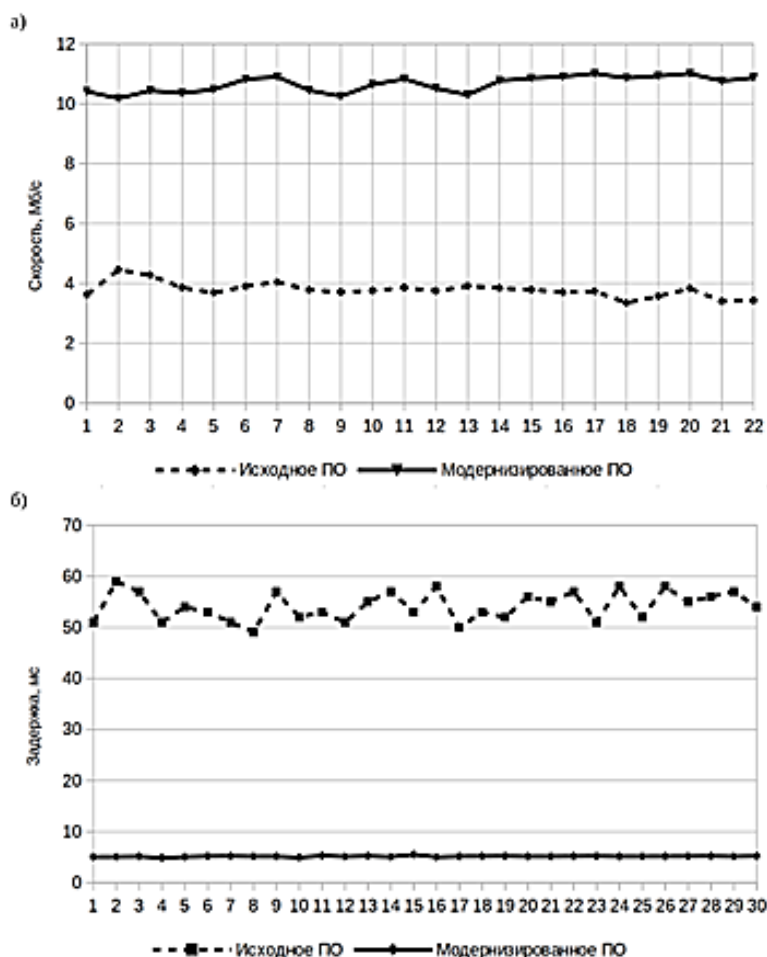 а)
12
10
8
6
4
2
0
Скорость, Мб/с
1 2 3 4 5 6 7 8 9 10 11 12 13 14 15 16 17 18 19 20 21 22
Исходное ПО Модернизированное ПО
б)
70
60
50
40
30
20
10
0
Задержка, мс
1 2 3 4 5 6 7 8 9 10 11 12 13 14 15 16 17 18 19 20 21 22 23 24 25 26 27 28 29 30
Исходное ПО Модернизированное ПО